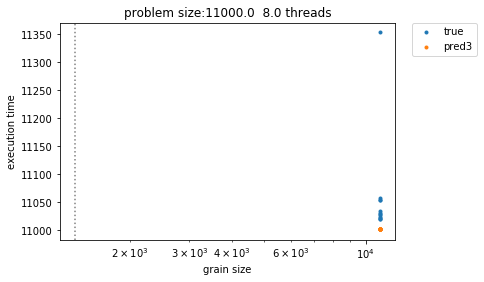 problem size:11000.0  8.0 threads
true
pred3
execution time
11350
11300
11250
11200
11150
11100
11050
11000
2 × 10³
3 × 10³
4 × 10³
6 × 10³
10⁴
grain size